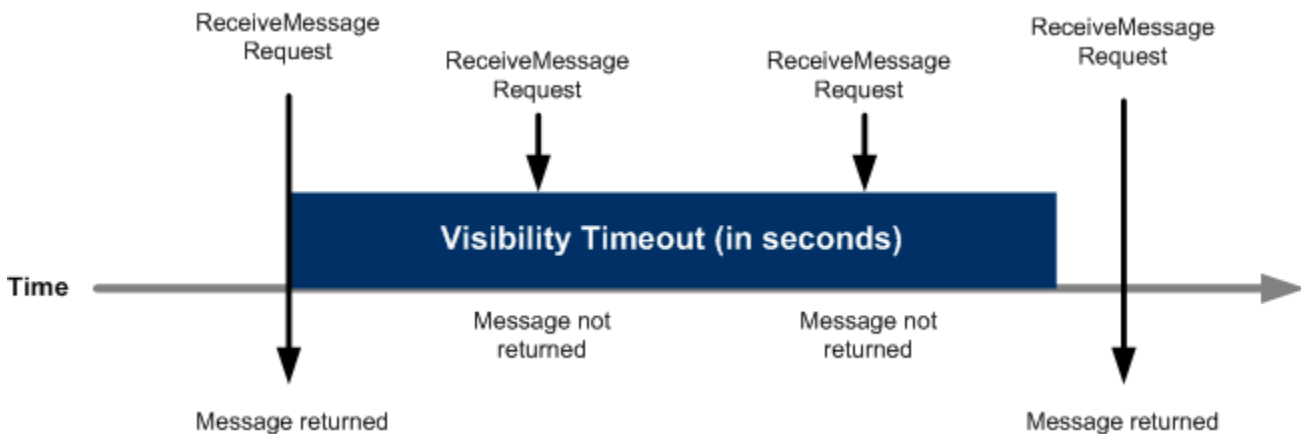 ReceiveMessage
Request
ReceiveMessage
Request
ReceiveMessage
Request
ReceiveMessage
Request
Visibility Timeout (in seconds)
Time
Message not
returned
Message not
returned
Message returned
Message returned